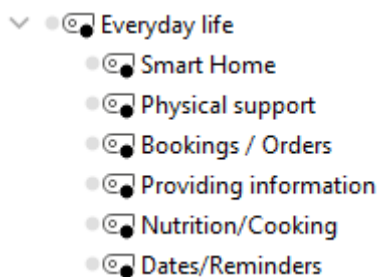 Everyday life
Smart Home
Physical support
Bookings / Orders
Providing information
Nutrition/Cooking
Dates/Reminders